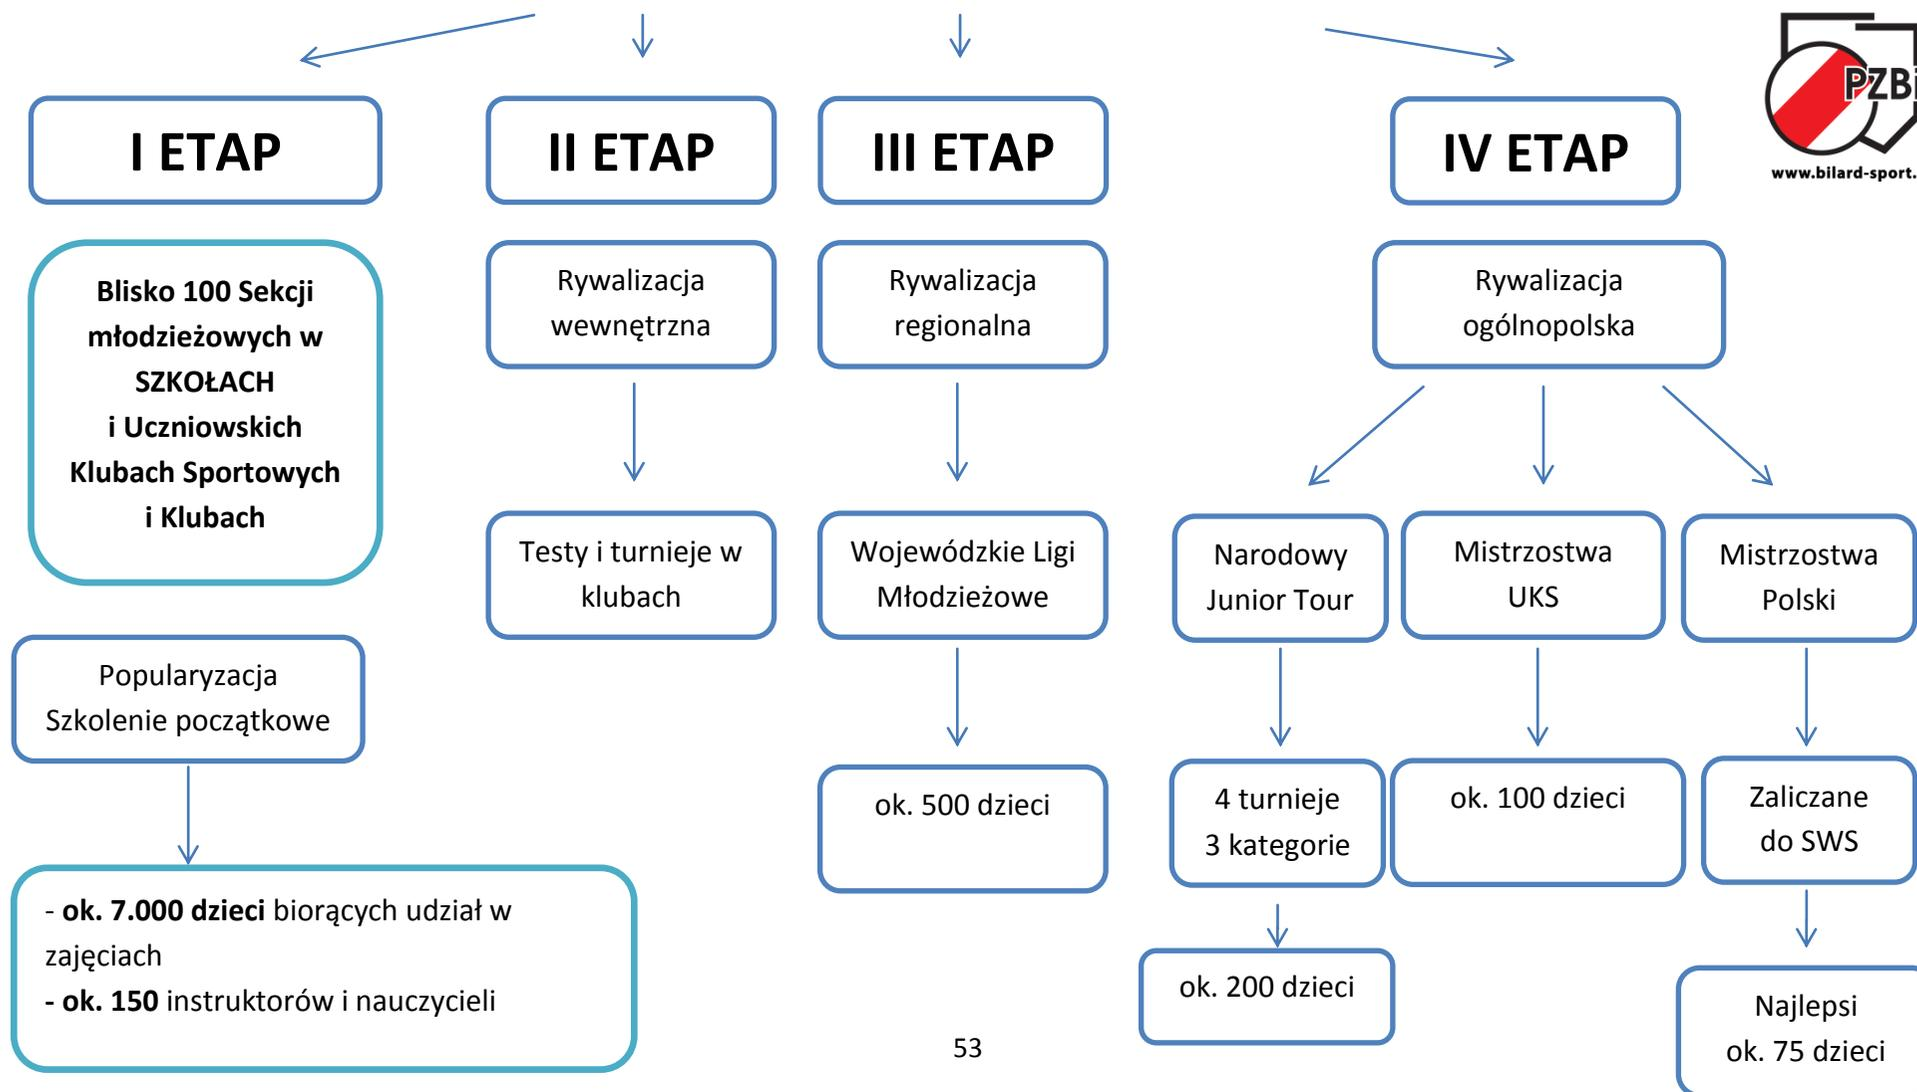 I ETAP
II ETAP
III ETAP
IV ETAP
PZBi
www.bilard-sport.
Blisko 100 Sekcji
młodzieżowych w
SZKOŁACH
i Uczniowskich
Klubach Sportowych
i Klubach
Popularyzacja
Szkolenie początkowe
- ok. 7.000 dzieci biorących udział w
zajęciach
- ok. 150 instruktorów i nauczycieli
Rywalizacja
wewnętrzna
Testy i turnieje w
klubach
Rywalizacja
regionalna
Wojewódzkie Ligi
Młodzieżowe
ok. 500 dzieci
Rywalizacja
ogólnopolska
Narodowy
Junior Tour
4 turnieje
3 kategorie
ok. 200 dzieci
Mistrzostwa
UKS
ok. 100 dzieci
Mistrzostwa
Polski
Zaliczane
do SWS
Najlepsi
ok. 75 dzieci
53